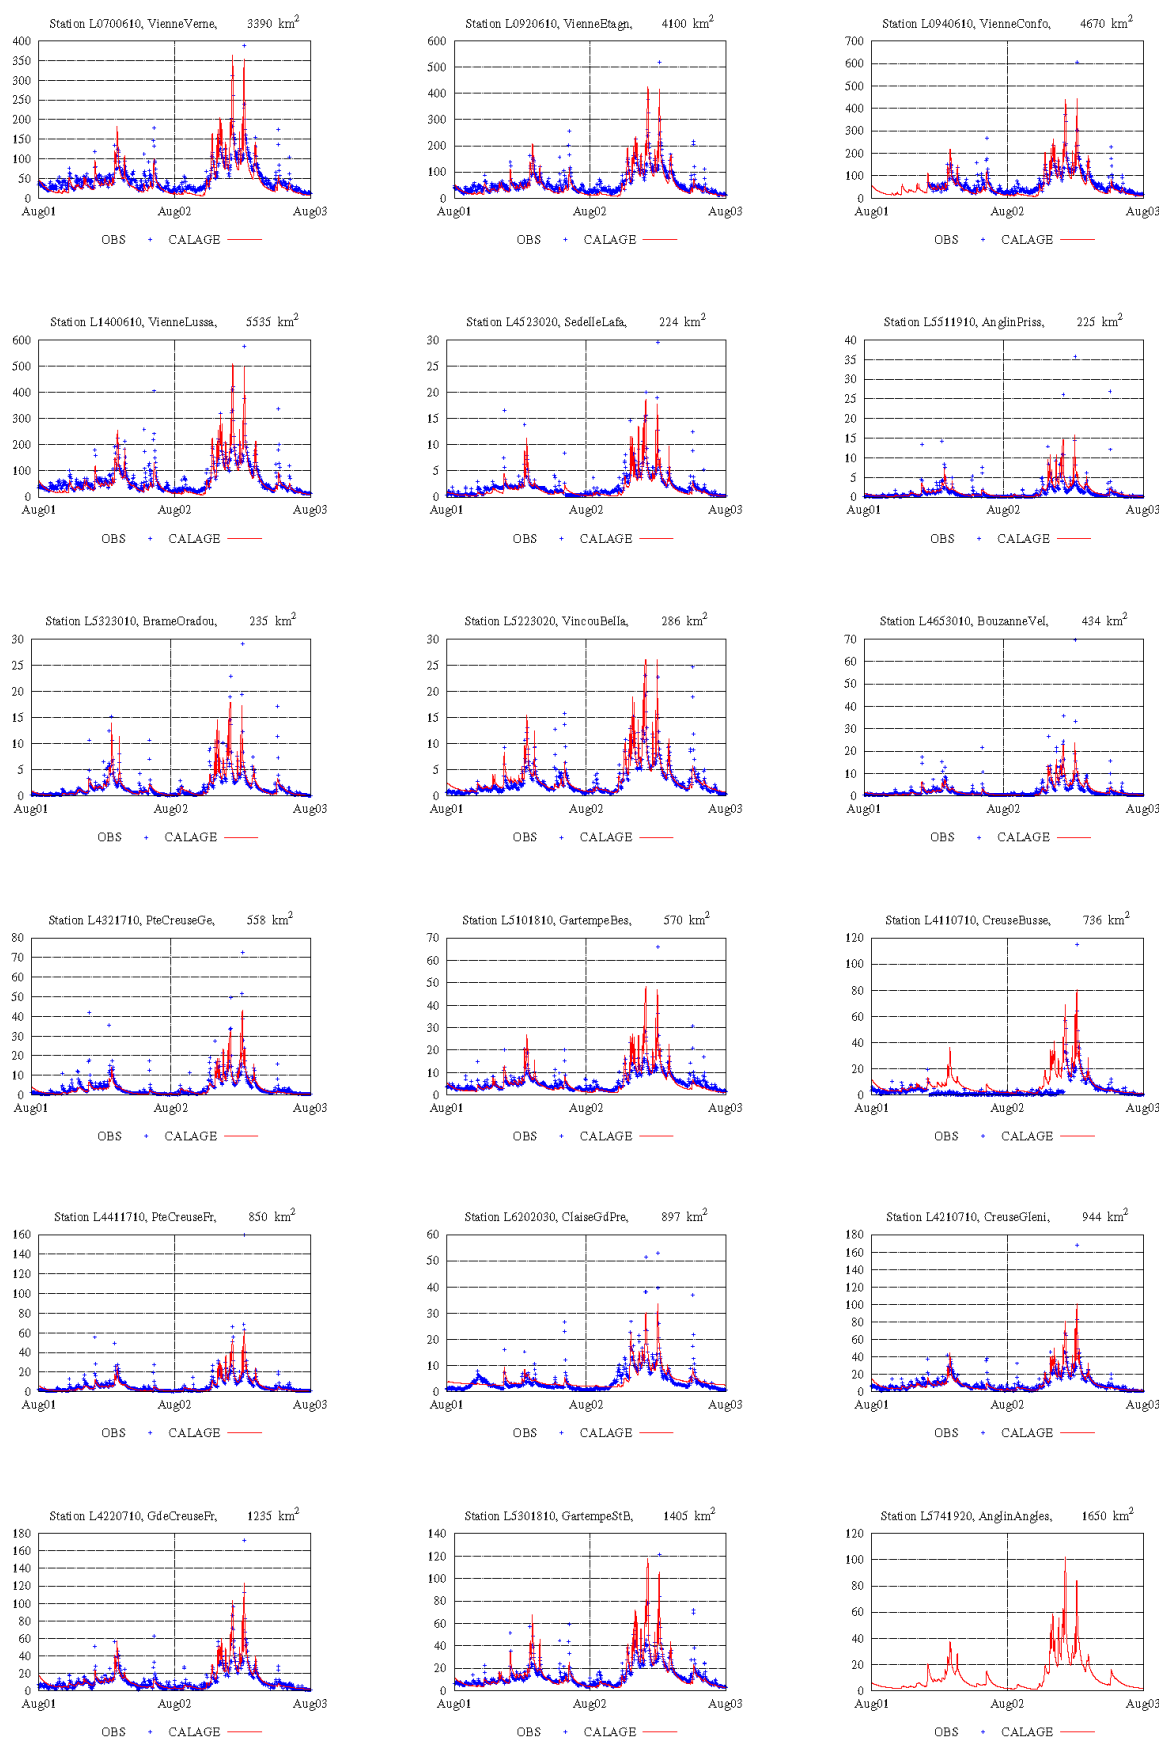 Station L0700610, VienneVerne, 3390 km2
400
350
300
250
200
150
100
50
0
Aug01 Aug02 Aug03
OBS + CALAGE
Station L0920610, VienneEtagn, 4100 km2
600
500
400
300
200
100
0
Aug01 Aug02 Aug03
OBS + CALAGE
Station L0940610, VienneConfo, 4670 km2
700
600
500
400
300
200
100
0
Aug01 Aug02 Aug03
OBS + CALAGE
Station L1400610, VienneLussa, 5535 km2
600
500
400
300
200
100
0
Aug01 Aug02 Aug03
OBS + CALAGE
Station L4523020, SedelleLafa, 224 km2
30
25
20
15
10
5
0
Aug01 Aug02 Aug03
OBS + CALAGE
Station L5511910, AnglinPriss, 225 km2
40
35
30
25
20
15
10
5
0
Aug01 Aug02 Aug03
OBS + CALAGE
Station L5323010, BrameOradou, 235 km2
30
25
20
15
10
5
0
Aug01 Aug02 Aug03
OBS + CALAGE
Station L5223020, VincouBella, 286 km2
30
25
20
15
10
5
0
Aug01 Aug02 Aug03
OBS + CALAGE
Station L4653010, BouzanneVel, 434 km2
70
60
50
40
30
20
10
0
Aug01 Aug02 Aug03
OBS + CALAGE
Station L4321710, PteCreuseGe, 558 km2
80
70
60
50
40
30
20
10
0
Aug01 Aug02 Aug03
OBS + CALAGE
Station L5101810, GartempeBes, 570 km2
70
60
50
40
30
20
10
0
Aug01 Aug02 Aug03
OBS + CALAGE
Station L4110710, CreuseBusse, 736 km2
120
100
80
60
40
20
0
Aug01 Aug02 Aug03
OBS + CALAGE
Station L4411710, PteCreuseFr, 850 km2
160
140
120
100
80
60
40
20
0
Aug01 Aug02 Aug03
OBS + CALAGE
Station L6202030, ClaiseGdPre, 897 km2
60
50
40
30
20
10
0
Aug01 Aug02 Aug03
OBS + CALAGE
Station L4210710, CreuseGleni, 944 km2
180
160
140
120
100
80
60
40
20
0
Aug01 Aug02 Aug03
OBS + CALAGE
Station L4220710, GdeCreuseFr, 1235 km2
180
160
140
120
100
80
60
40
20
0
Aug01 Aug02 Aug03
OBS + CALAGE
Station L5301810, GartempeStB, 1405 km2
140
120
100
80
60
40
20
0
Aug01 Aug02 Aug03
OBS + CALAGE
Station L5741920, AnglinAngles, 1650 km2
120
100
80
60
40
20
0
Aug01 Aug02 Aug03
OBS + CALAGE